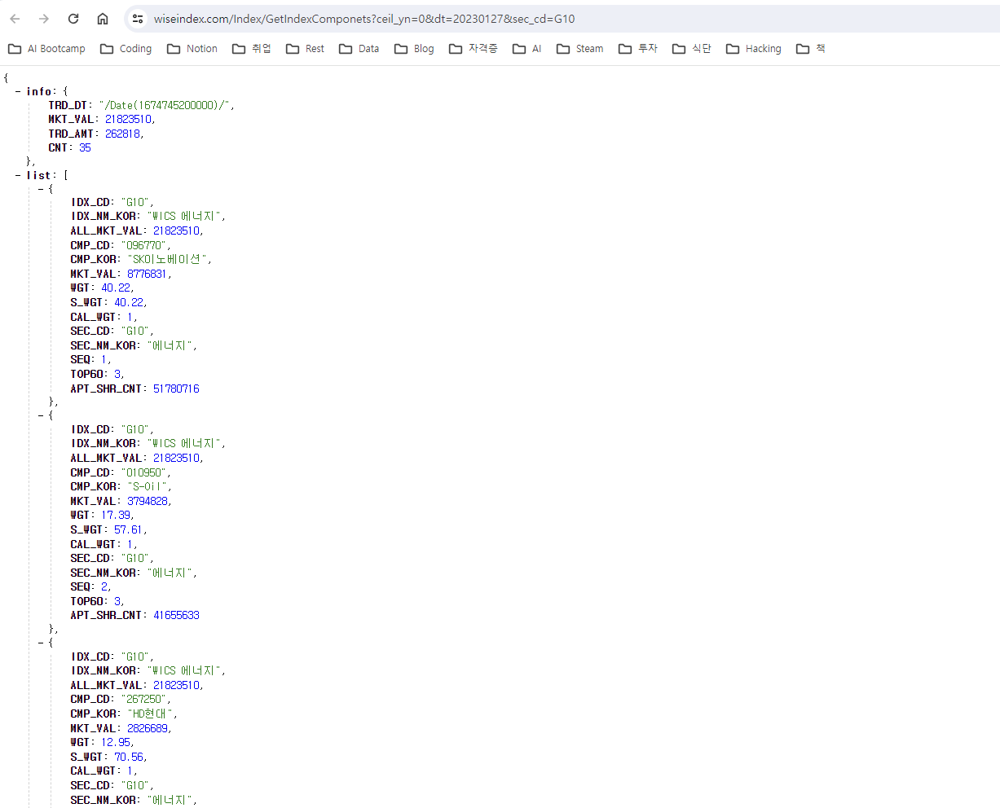 wiseindex.com/Index/GetIndexComponets?ceil_yn=0&dt=20230127&sec_cd=G10
AI Bootcamp Coding Notion 취업 Rest Data Blog 자격증 AI Steam 투자 식단 Hacking 책
{
- info: {
TRD_DT: "/Date(1674745200000)/",
MKT_VAL: 21823510,
TRD_AMT: 262818,
CNT: 35
},
- list: [
- {
IDX_CD: "G10",
IDX_NM_KOR: "WICS 에너지",
ALL_MKT_VAL: 21823510,
CMP_CD: "096770",
CMP_KOR: "SK이노베이션",
MKT_VAL: 8776831,
WGT: 40.22,
S_WGT: 40.22,
CAL_WGT: 1,
SEC_CD: "G10",
SEC_NM_KOR: "에너지",
SEQ: 1,
TOP60: 3,
APT_SHR_CNT: 51780716
},
- {
IDX_CD: "G10",
IDX_NM_KOR: "WICS 에너지",
ALL_MKT_VAL: 21823510,
CMP_CD: "010950",
CMP_KOR: "S-Oil",
MKT_VAL: 3794828,
WGT: 17.39,
S_WGT: 57.61,
CAL_WGT: 1,
SEC_CD: "G10",
SEC_NM_KOR: "에너지",
SEQ: 2,
TOP60: 3,
APT_SHR_CNT: 41655633
},
- {
IDX_CD: "G10",
IDX_NM_KOR: "WICS 에너지",
ALL_MKT_VAL: 21823510,
CMP_CD: "267250",
CMP_KOR: "HD현대",
MKT_VAL: 2826689,
WGT: 12.95,
S_WGT: 70.56,
CAL_WGT: 1,
SEC_CD: "G10",
SEC_NM_KOR: "에너지",